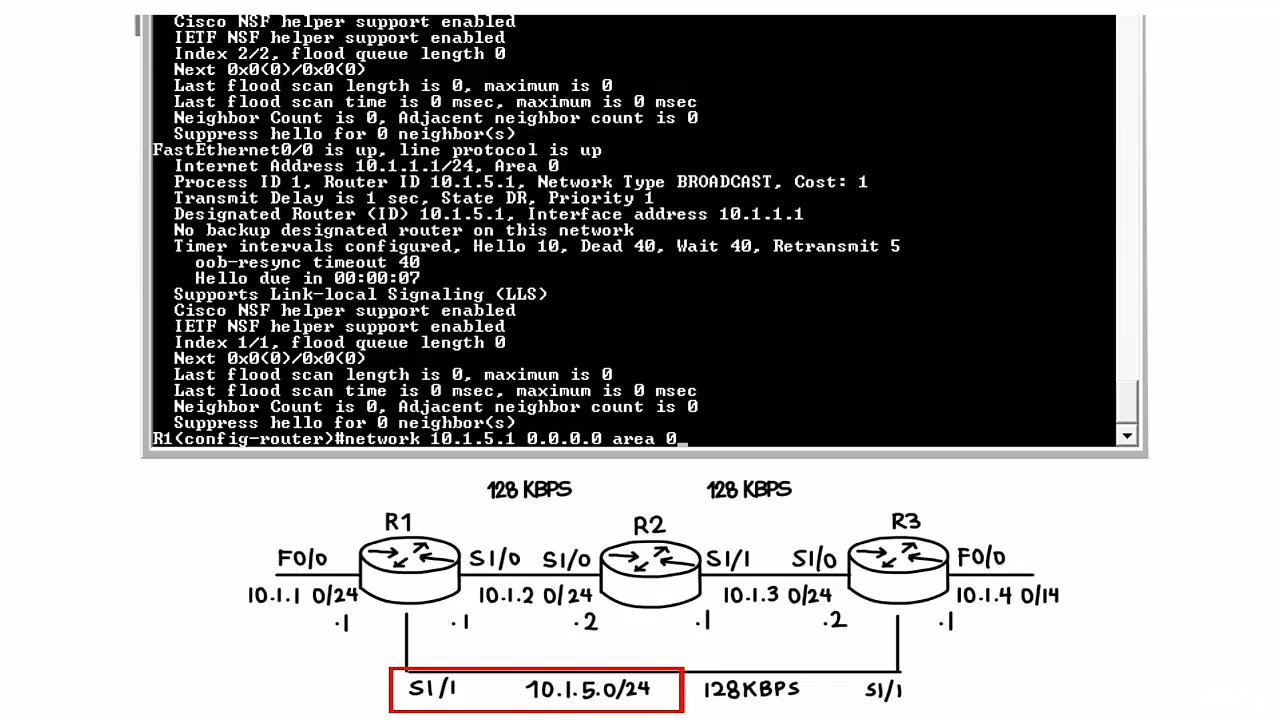 Cisco NSF helper support enabled
IETF NSF helper support enabled
Index 2/2, flood queue length 0
Next 0x0(0)/0x0(0)
Last flood scan length is 0, maximum is 0
Last flood scan time is 0 msec, maximum is 0 msec
Neighbor Count is 0, Adjacent neighbor count is 0
Suppress hello for 0 neighbor(s)
FastEthernet0/0 is up, line protocol is up
Internet Address 10.1.1.1/24, Area 0
Process ID 1, Router ID 10.1.5.1, Network Type BROADCAST, Cost: 1
Transmit Delay is 1 sec, State DR, Priority 1
Designated Router (ID) 10.1.5.1, Interface address 10.1.1.1
No backup designated router on this network
Timer intervals configured, Hello 10, Dead 40, Wait 40, Retransmit 5
oob-resync timeout 40
Hello due in 00:00:07
Supports Link-local Signaling (LLS)
Cisco NSF helper support enabled
IETF NSF helper support enabled
Index 1/1, flood queue length 0
Next 0x0(0)/0x0(0)
Last flood scan length is 0, maximum is 0
Last flood scan time is 0 msec, maximum is 0 msec
Neighbor Count is 0, Adjacent neighbor count is 0
Suppress hello for 0 neighbor(s)
R1(config-router)#network 10.1.5.1 0.0.0.0 area 0_
128 KBPS 128 KBPS
R1 R2 R3
F0/0 S1/0 S1/0 S1/1 S1/0 F0/0
10.1.1 0/24 10.1.2 0/24 10.1.3 0/24 10.1.4 0/14
.1 .1 .2 .1 .2 .1
S1/1 10.1.5.0/24 128KBPS S1/1